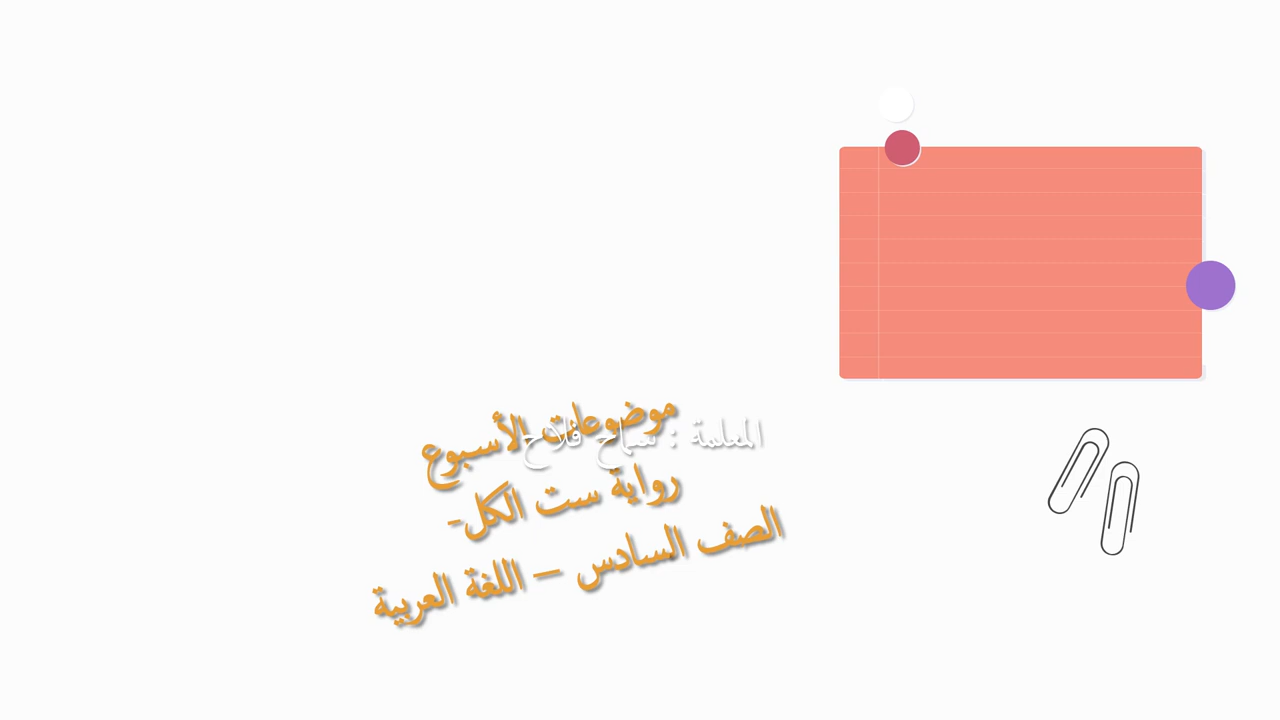 موضوعات الأسبوع
المعلمة : سماح فلاح
رواية ست الكل-
الصف السادس – اللغة العربية